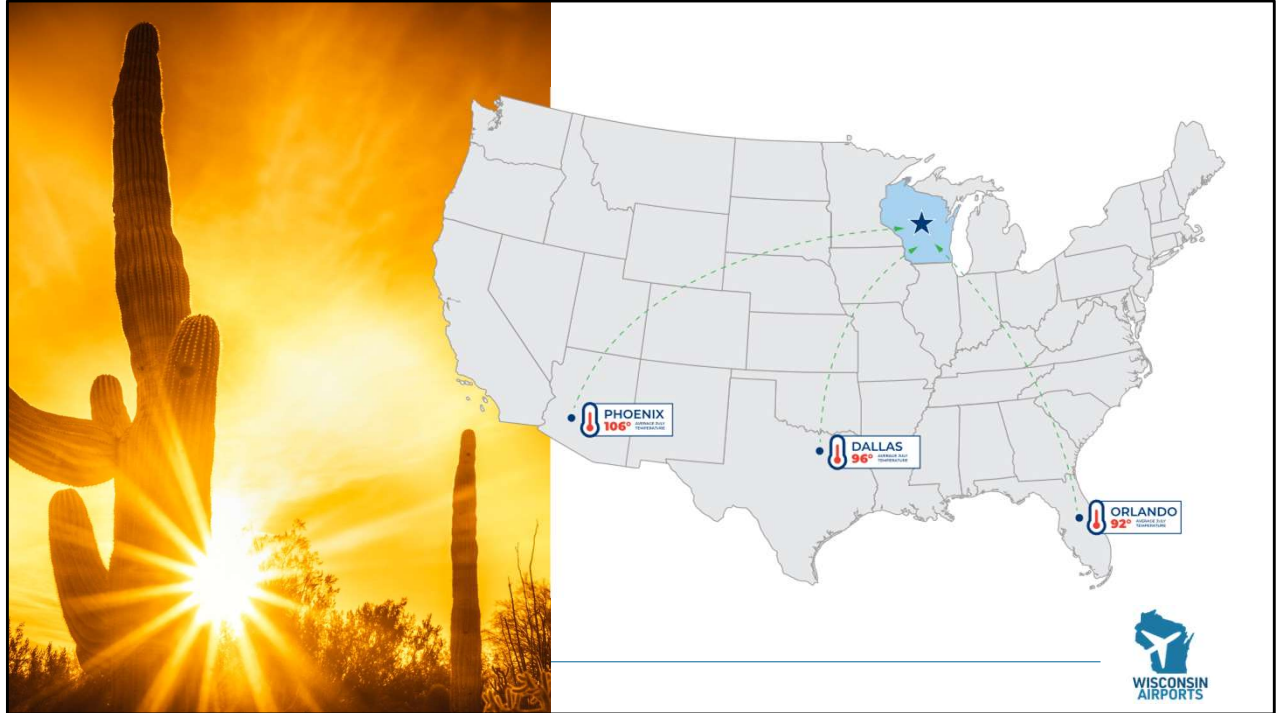 PHOENIX
106° AVERAGE JULY
TEMPERATURE
DALLAS
96° AVERAGE JULY
TEMPERATURE
ORLANDO
92° AVERAGE JULY
TEMPERATURE
WISCONSIN
AIRPORTS